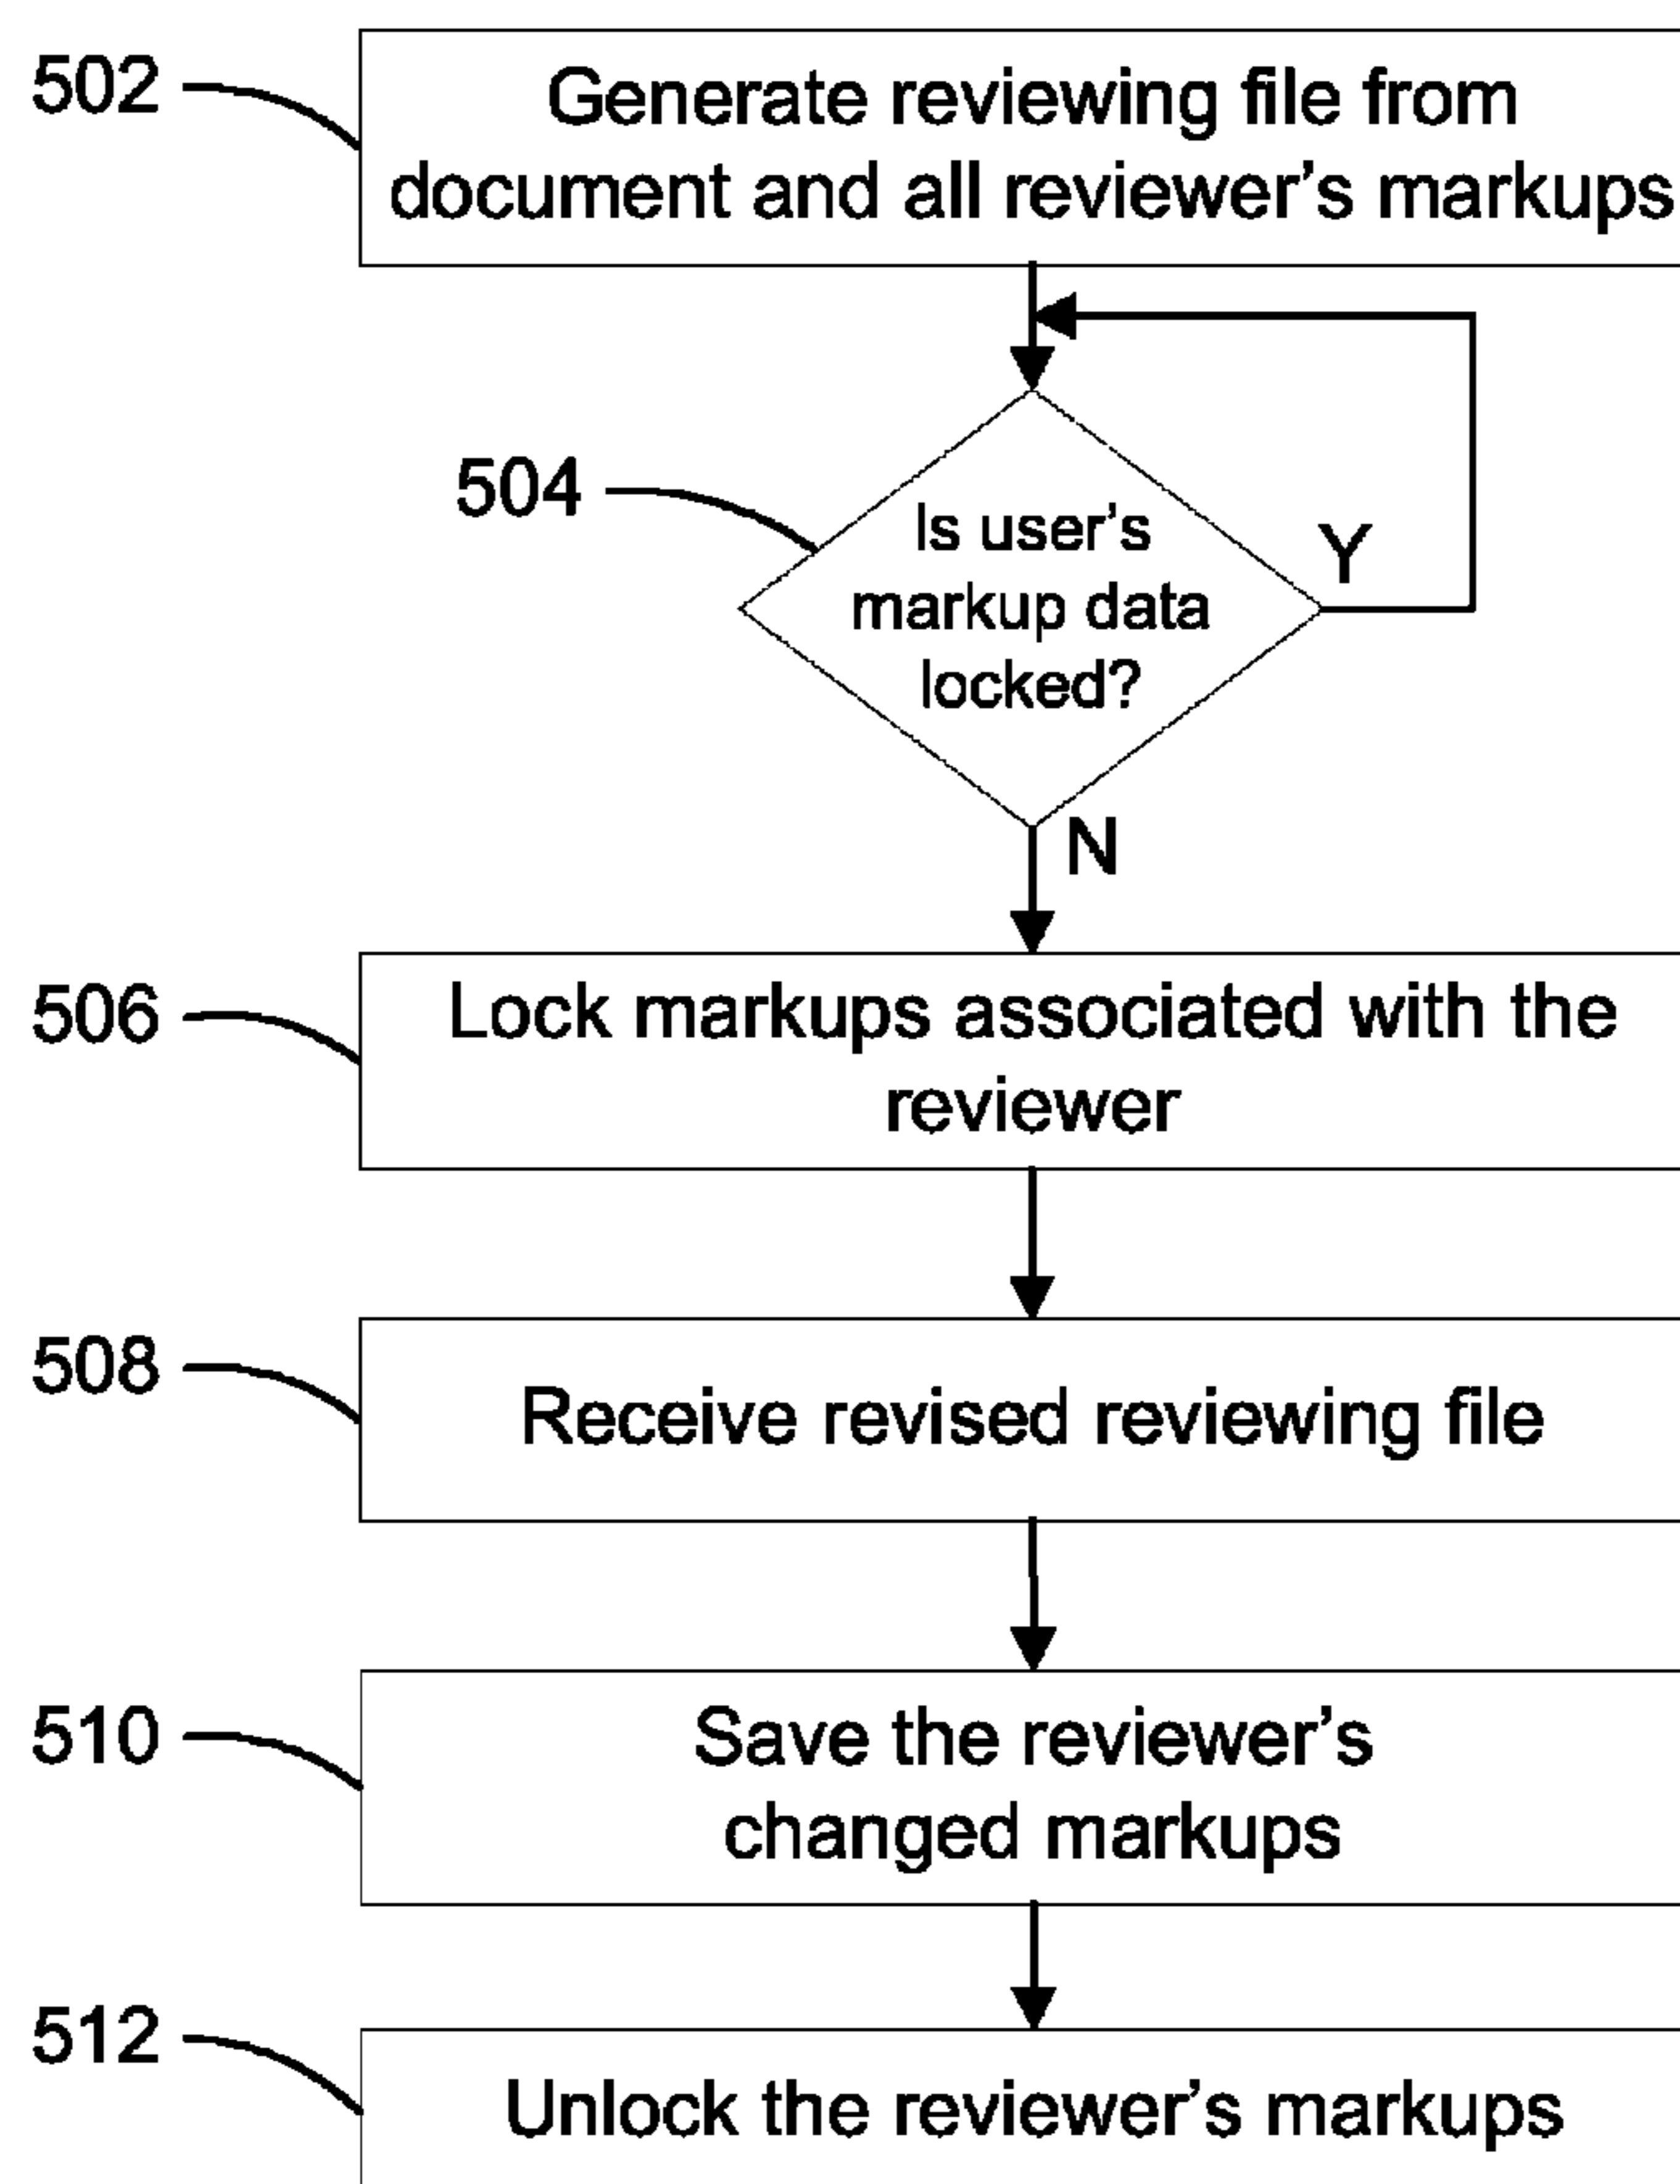 502
Generate reviewing file from
document and all reviewer's markups
504
Is user's
markup data
locked?
Y
N
506
Lock markups associated with the
reviewer
508
Receive revised reviewing file
510
Save the reviewer's
changed markups
512
Unlock the reviewer's markups